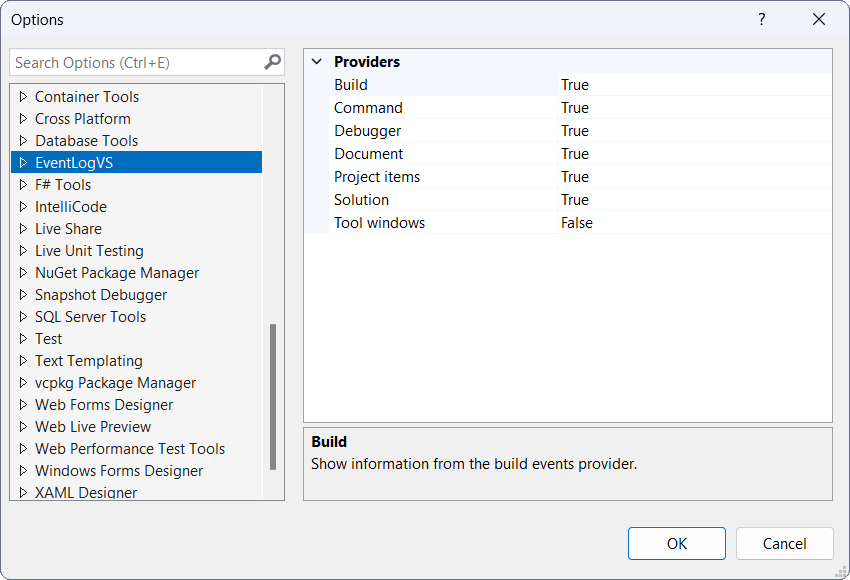 Options
?
Search Options (Ctrl+E)
Container Tools
Cross Platform
Database Tools
EventLogVS
F# Tools
IntelliCode
Live Share
Live Unit Testing
NuGet Package Manager
Snapshot Debugger
SQL Server Tools
Test
Text Templating
vcpkg Package Manager
Web Forms Designer
Web Live Preview
Web Performance Test Tools
Windows Forms Designer
XAML Designer
Providers
Build True
Command True
Debugger True
Document True
Project items True
Solution True
Tool windows False
Build
Show information from the build events provider.
OK Cancel